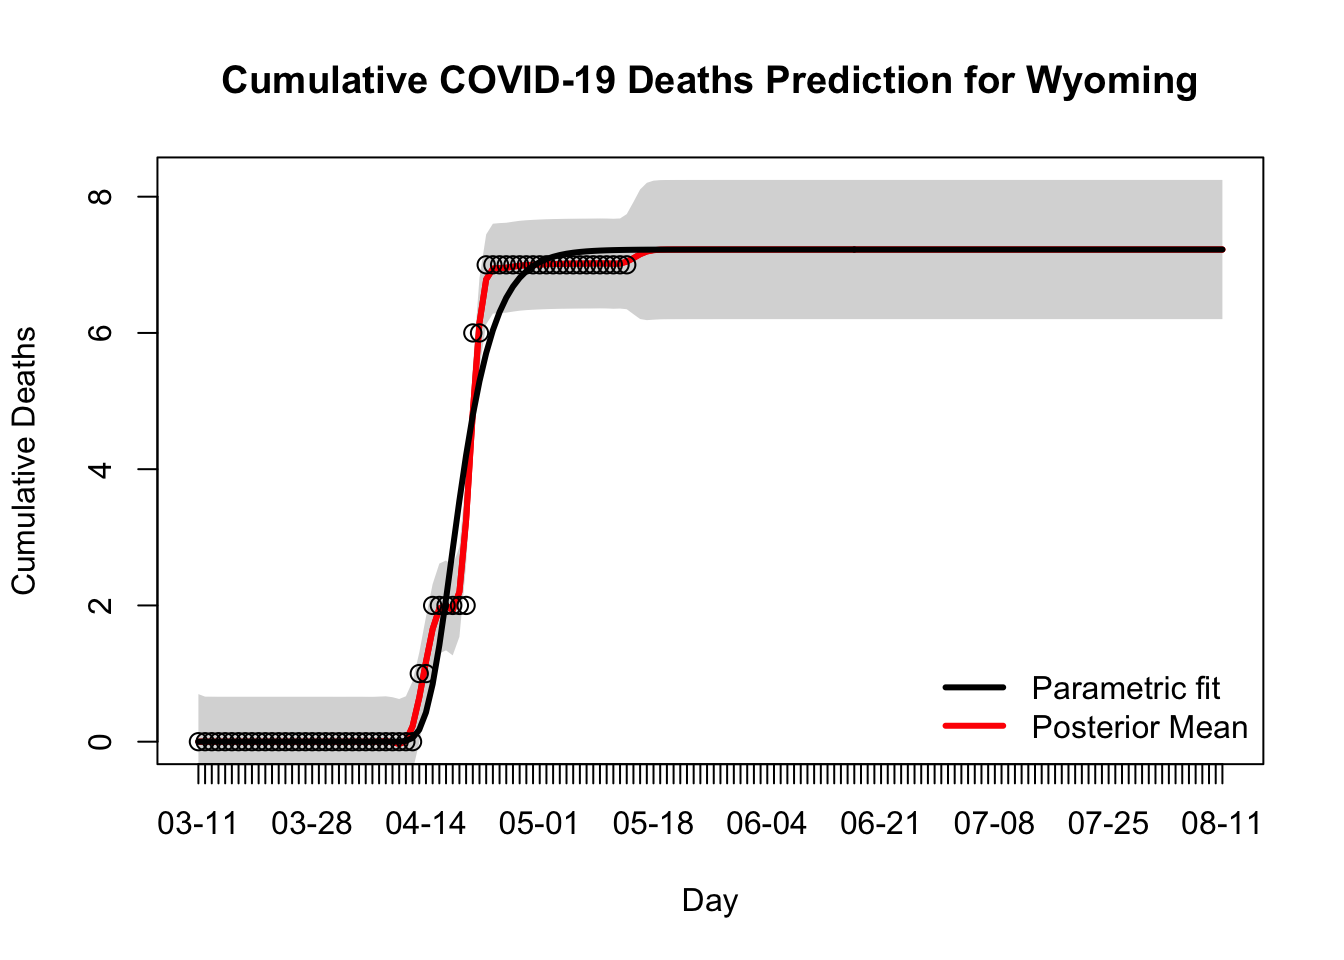 Cumulative COVID-19 Deaths Prediction for Wyoming
Cumulative Deaths
8
6
4
2
0
Parametric fit
Posterior Mean
03-11 03-28 04-14 05-01 05-18 06-04 06-21 07-08 07-25 08-11
Day